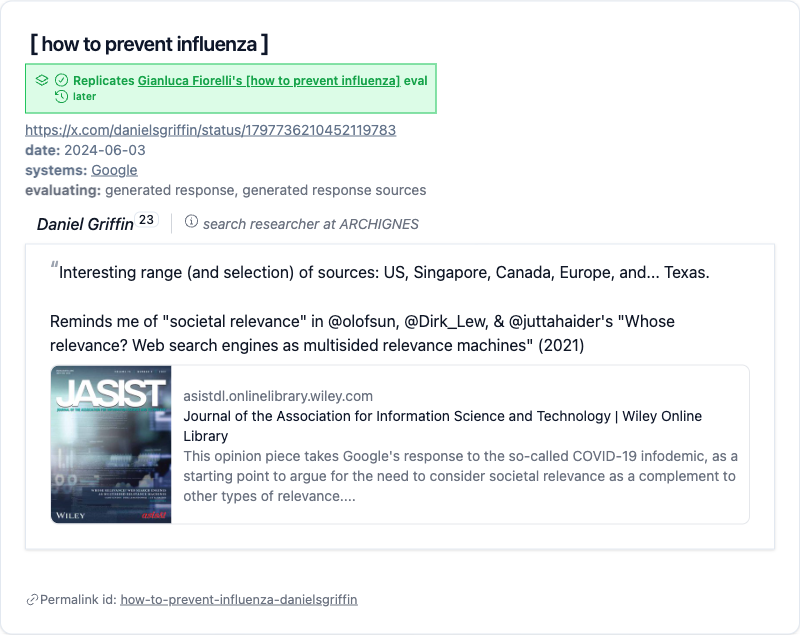 [ how to prevent influenza ]
Replicates Gianluca Fiorelli's [how to prevent influenza] eval
later
https://x.com/danielsgriffin/status/1797736210452119783
date: 2024-06-03
systems: Google
evaluating: generated response, generated response sources
Daniel Griffin 23 search researcher at ARCHIGNES
“Interesting range (and selection) of sources: US, Singapore, Canada, Europe, and... Texas.
Reminds me of "societal relevance" in @olofsun, @Dirk_Lew, & @juttahaider's "Whose
relevance? Web search engines as multisided relevance machines" (2021)
JASIST
asistdl.onlinelibrary.wiley.com
Journal of the Association for Information Science and Technology | Wiley Online
Library
This opinion piece takes Google's response to the so-called COVID-19 infodemic, as a
starting point to argue for the need to consider societal relevance as a complement to
other types of relevance....
WILEY
asis&t
Permalink id: how-to-prevent-influenza-danielsgriffin